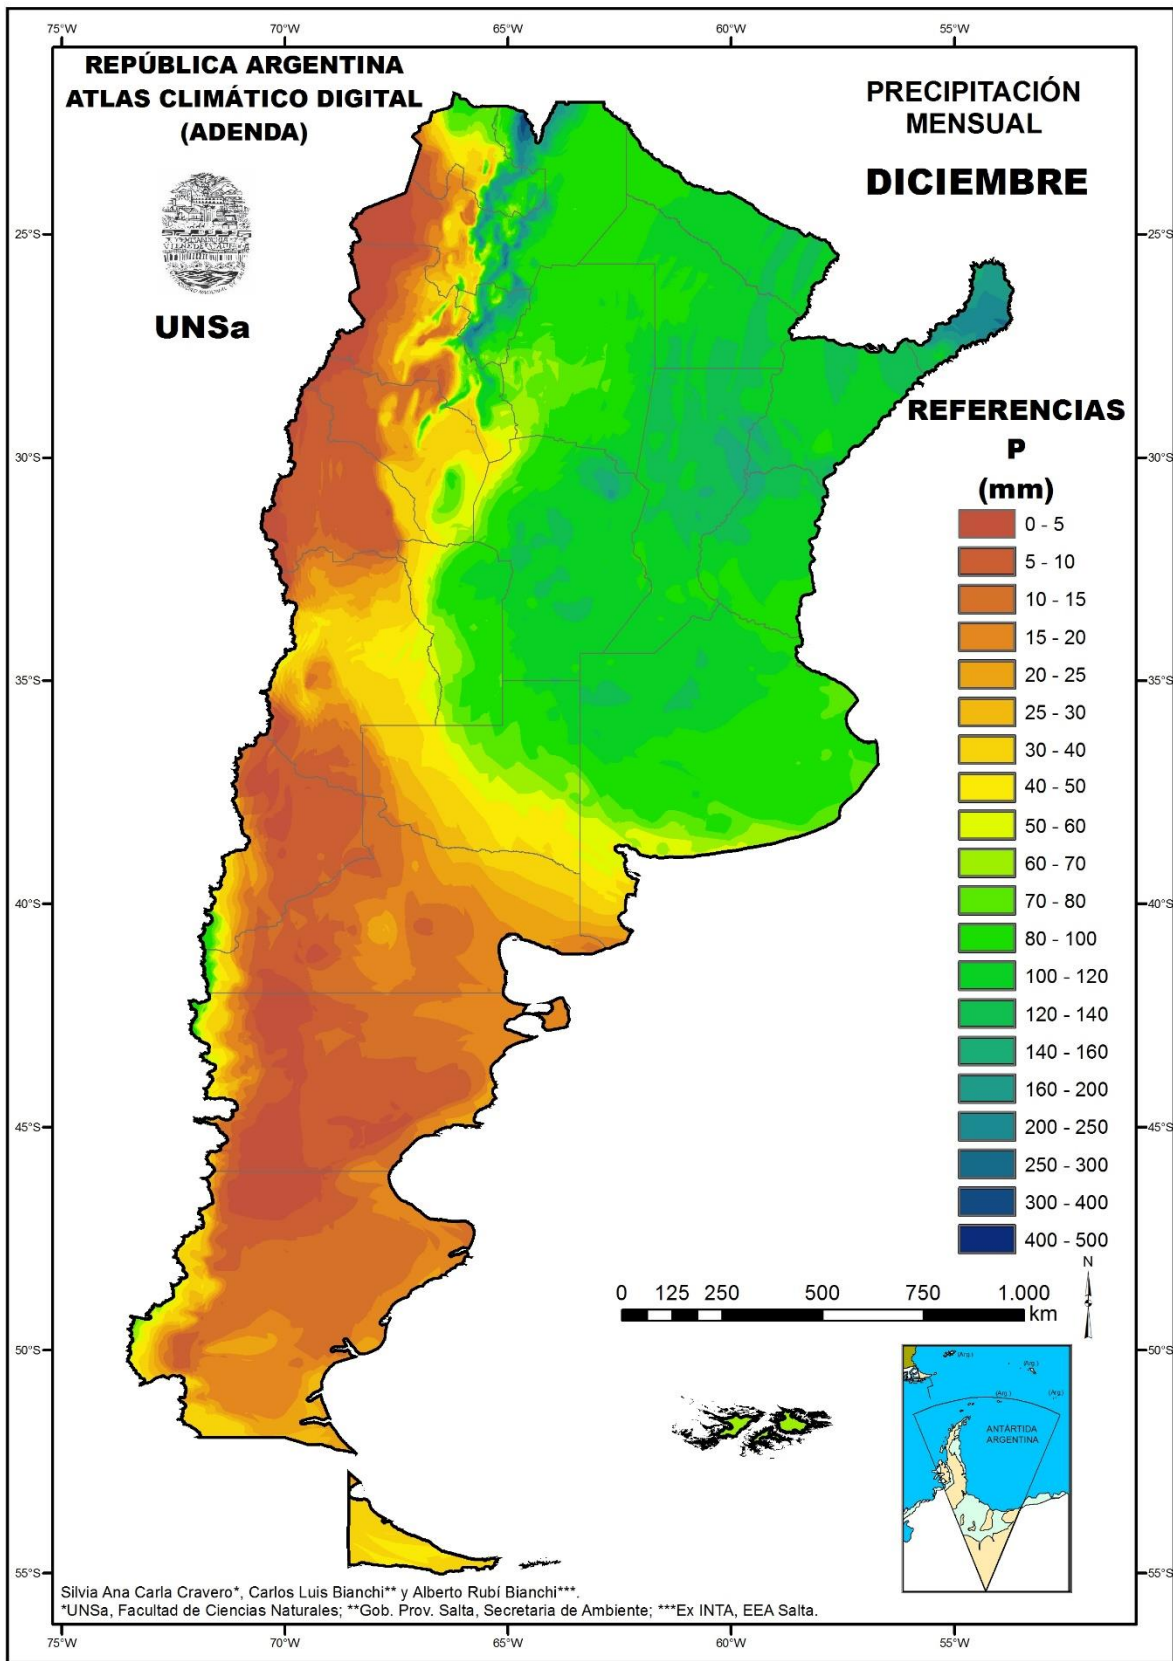 75°W 70°W 65°W 60°W 55°W
REPÚBLICA ARGENTINA
ATLAS CLIMÁTICO DIGITAL
(ADENDA)
UNSa
PRECIPITACIÓN
MENSUAL
DICIEMBRE
REFERENCIAS
P
(mm)
0 - 5
5 - 10
10 - 15
15 - 20
20 - 25
25 - 30
30 - 40
40 - 50
50 - 60
60 - 70
70 - 80
80 - 100
100 - 120
120 - 140
140 - 160
160 - 200
200 - 250
250 - 300
300 - 400
400 - 500
25°S 25°S
30°S 30°S
35°S 35°S
40°S 40°S
45°S 45°S
50°S 50°S
55°S 55°S
N
0 125 250 500 750 1.000
km
(Arg.) (Arg.)
(Arg.) (Arg.)
ANTÁRTIDA
ARGENTINA
Silvia Ana Carla Cravero*, Carlos Luis Bianchi** y Alberto Rubí Bianchi***.
*UNSa, Facultad de Ciencias Naturales; **Gob. Prov. Salta, Secretaria de Ambiente; ***Ex INTA, EEA Salta.
75°W 70°W 65°W 60°W 55°W